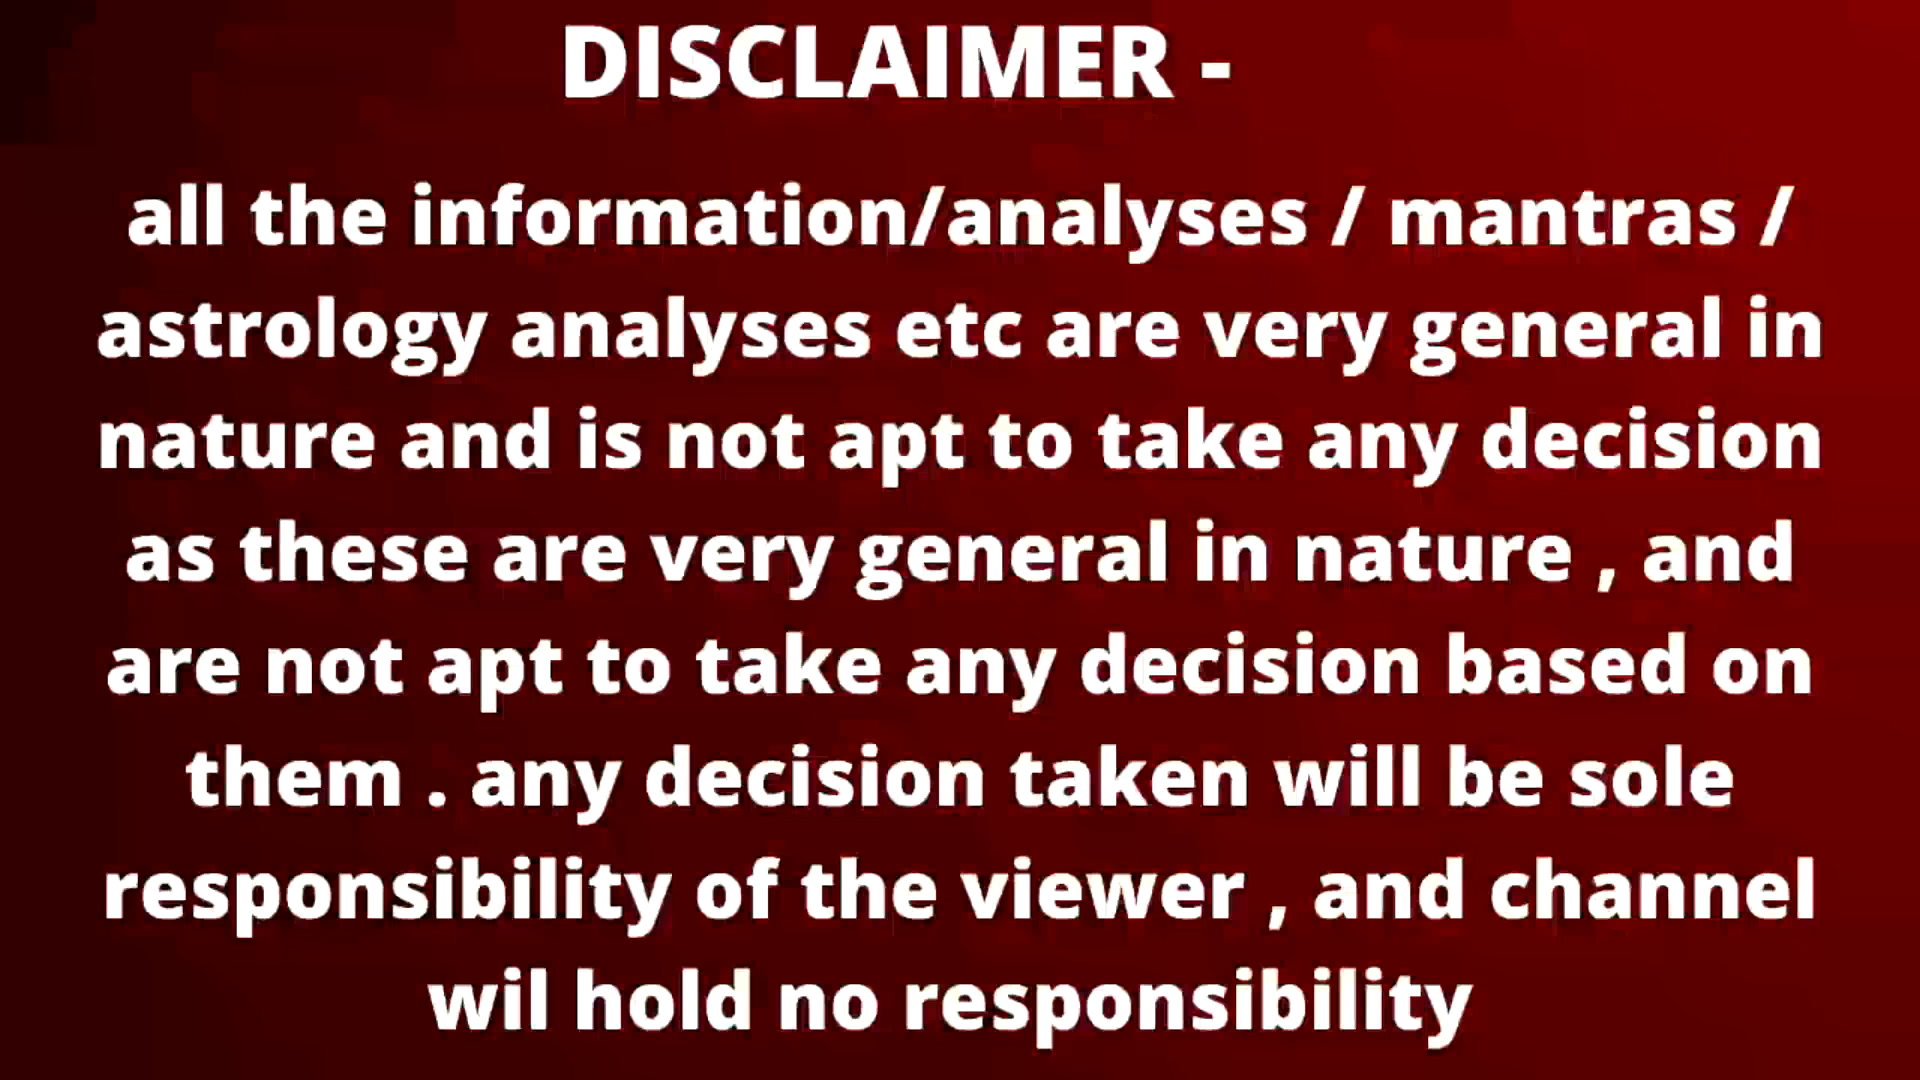 DISCLAIMER -
all the information/analyses / mantras /
astrology analyses etc are very general in
nature and is not apt to take any decision
as these are very general in nature , and
are not apt to take any decision based on
them . any decision taken will be sole
responsibility of the viewer , and channel
wil hold no responsibility